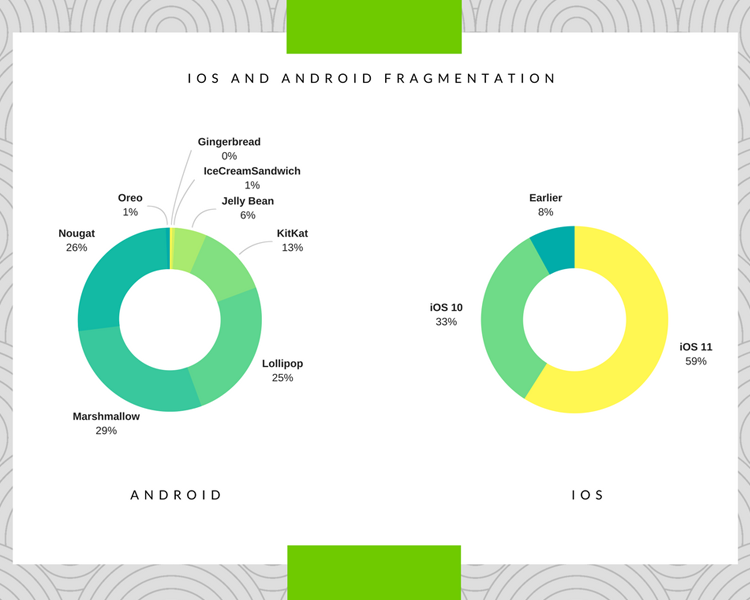 IOS AND ANDROID FRAGMENTATION
Gingerbread
0%
IceCreamSandwich
1%
Oreo
1%
Jelly Bean
6%
Nougat
26%
KitKat
13%
Lollipop
25%
Marshmallow
29%
ANDROID
Earlier
8%
iOS 10
33%
iOS 11
59%
IOS